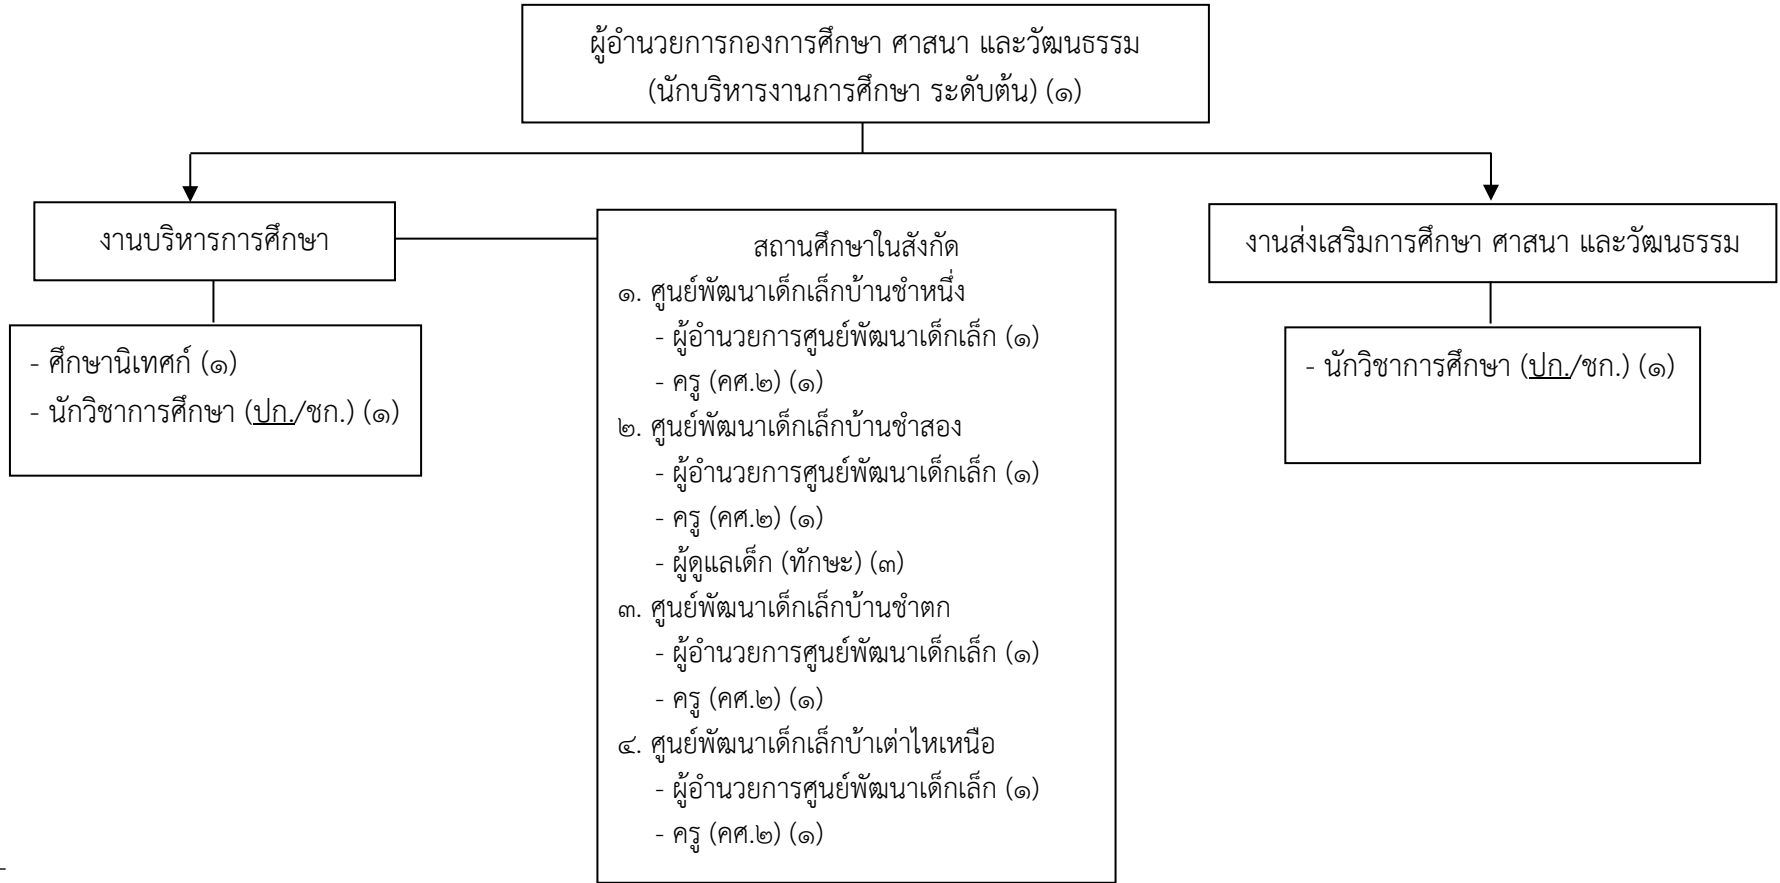 ผู้อำนวยการกองการศึกษา ศาสนา และวัฒนธรรม
(นักบริหารงานการศึกษา ระดับต้น) (๑)
งานบริหารการศึกษา
- ศึกษานิเทศก์ (๑)
- นักวิชาการศึกษา (ปก./ชก.) (๑)
สถานศึกษาในสังกัด
๑. ศูนย์พัฒนาเด็กเล็กบ้านชำหนึ่ง
- ผู้อำนวยการศูนย์พัฒนาเด็กเล็ก (๑)
- ครู (คศ.๒) (๑)
๒. ศูนย์พัฒนาเด็กเล็กบ้านชำสอง
- ผู้อำนวยการศูนย์พัฒนาเด็กเล็ก (๑)
- ครู (คศ.๒) (๑)
- ผู้ดูแลเด็ก (ทักษะ) (๓)
๓. ศูนย์พัฒนาเด็กเล็กบ้านชำตก
- ผู้อำนวยการศูนย์พัฒนาเด็กเล็ก (๑)
- ครู (คศ.๒) (๑)
๔. ศูนย์พัฒนาเด็กเล็กบ้าเต่าไหเหนือ
- ผู้อำนวยการศูนย์พัฒนาเด็กเล็ก (๑)
- ครู (คศ.๒) (๑)
งานส่งเสริมการศึกษา ศาสนา และวัฒนธรรม
- นักวิชาการศึกษา (ปก./ชก.) (๑)